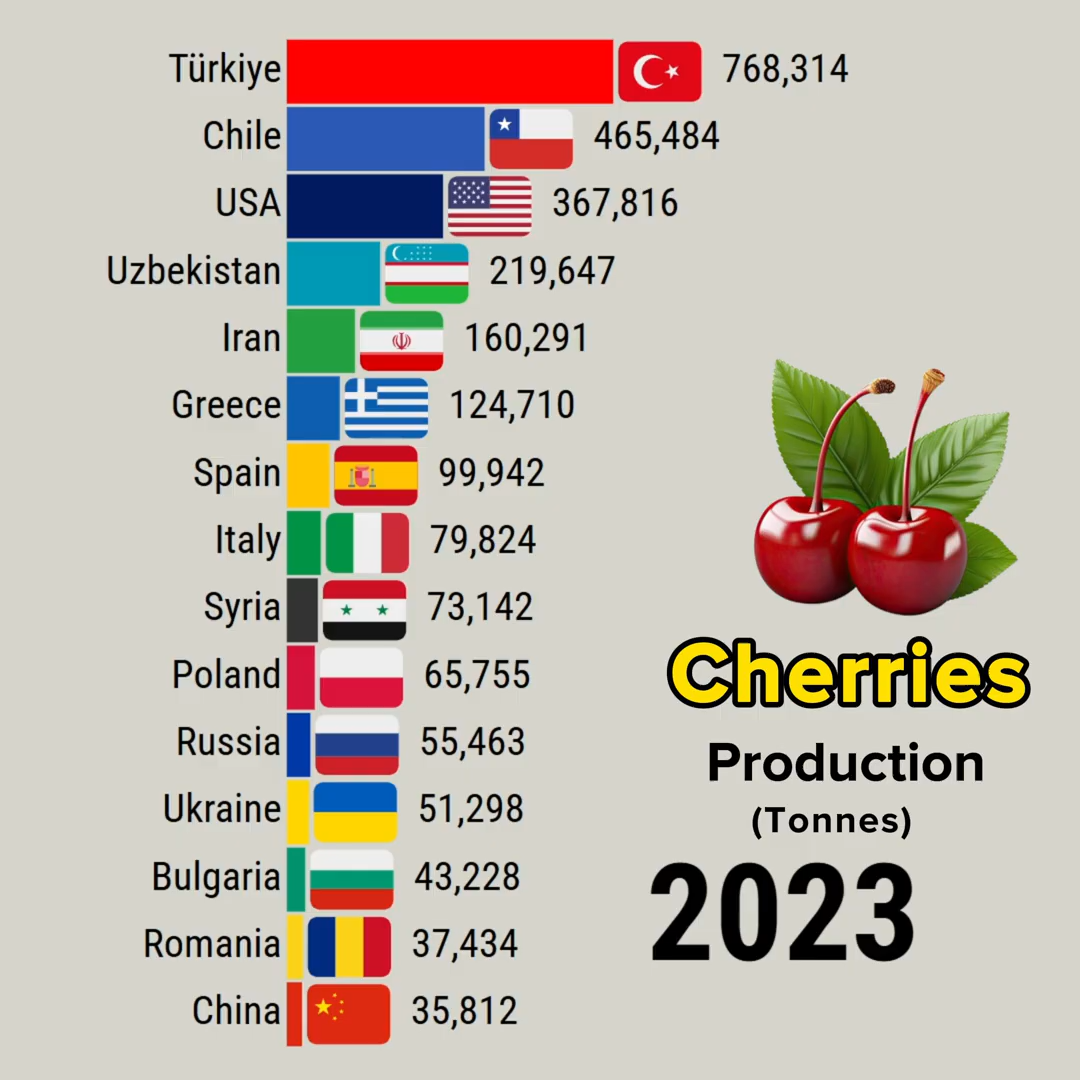 Türkiye 768,314
Chile 465,484
USA 367,816
Uzbekistan 219,647
Iran 160,291
Greece 124,710
Spain 99,942
Italy 79,824
Syria 73,142
Poland 65,755
Russia 55,463
Ukraine 51,298
Bulgaria 43,228
Romania 37,434
China 35,812
Cherries
Production
(Tonnes)
2023